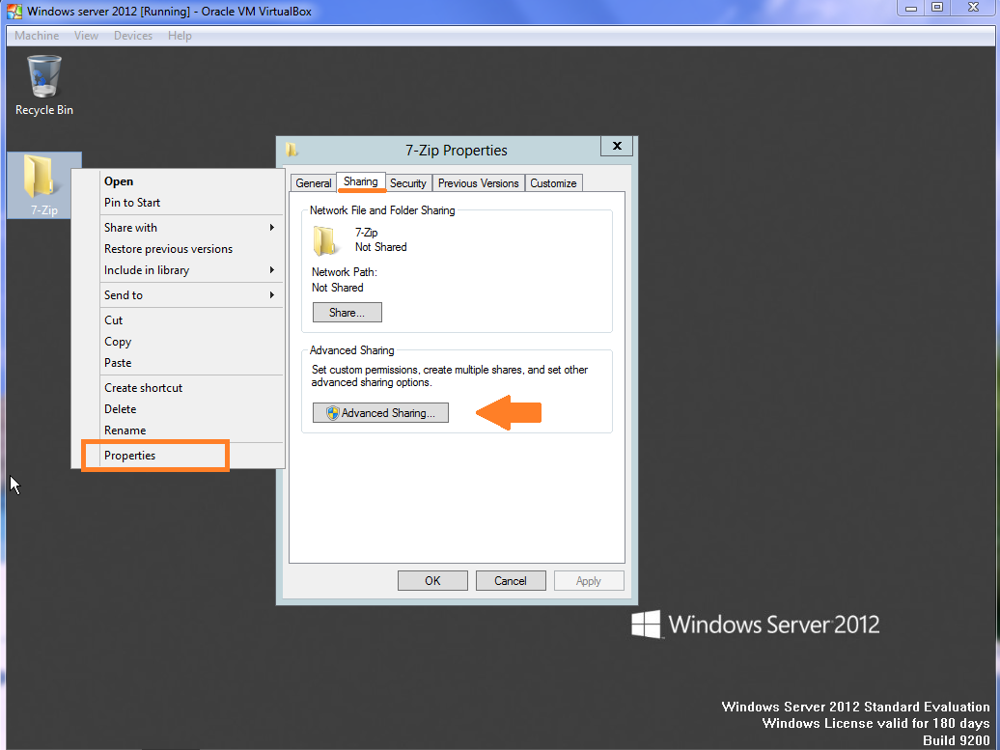 Windows server 2012 [Running] - Oracle VM VirtualBox
Machine View Devices Help
Recycle Bin
7-Zip
Open
Pin to Start
Share with
Restore previous versions
Include in library
Send to
Cut
Copy
Paste
Create shortcut
Delete
Rename
Properties
7-Zip Properties
x
General Sharing Security Previous Versions Customize
Network File and Folder Sharing
7-Zip
Not Shared
Network Path:
Not Shared
Share...
Advanced Sharing
Set custom permissions, create multiple shares, and set other
advanced sharing options.
Advanced Sharing...
OK Cancel Apply
Windows Server 2012
Windows Server 2012 Standard Evaluation
Windows License valid for 180 days
Build 9200